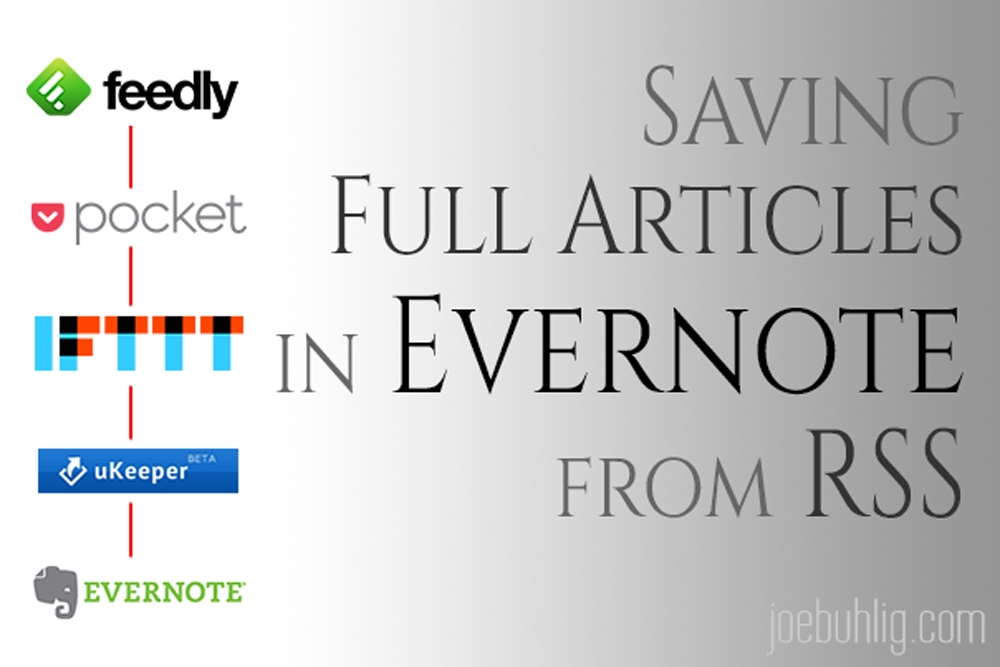 feedly
pocket
IFTTT
uKeeper BETA
EVERNOTE
SAVING
FULL ARTICLES
IN EVERNOTE
FROM RSS
joebuhlig.com